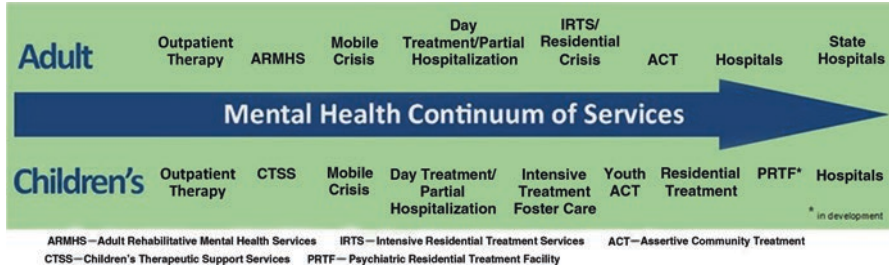 Adult
Outpatient
Therapy
ARMHS
Mobile
Crisis
Day
Treatment/Partial
Hospitalization
IRTS/
Residential
Crisis
ACT
Hospitals
State
Hospitals
Mental Health Continuum of Services
Children's
Outpatient
Therapy
CTSS
Mobile
Crisis
Day Treatment/
Partial
Hospitalization
Intensive
Treatment
Foster Care
Youth
ACT
Residential
Treatment
PRTF*
Hospitals
* in development
ARMHS—Adult Rehabilitative Mental Health Services IRTS—Intensive Residential Treatment Services ACT—Assertive Community Treatment
CTSS—Children's Therapeutic Support Services PRTF—Psychiatric Residential Treatment Facility